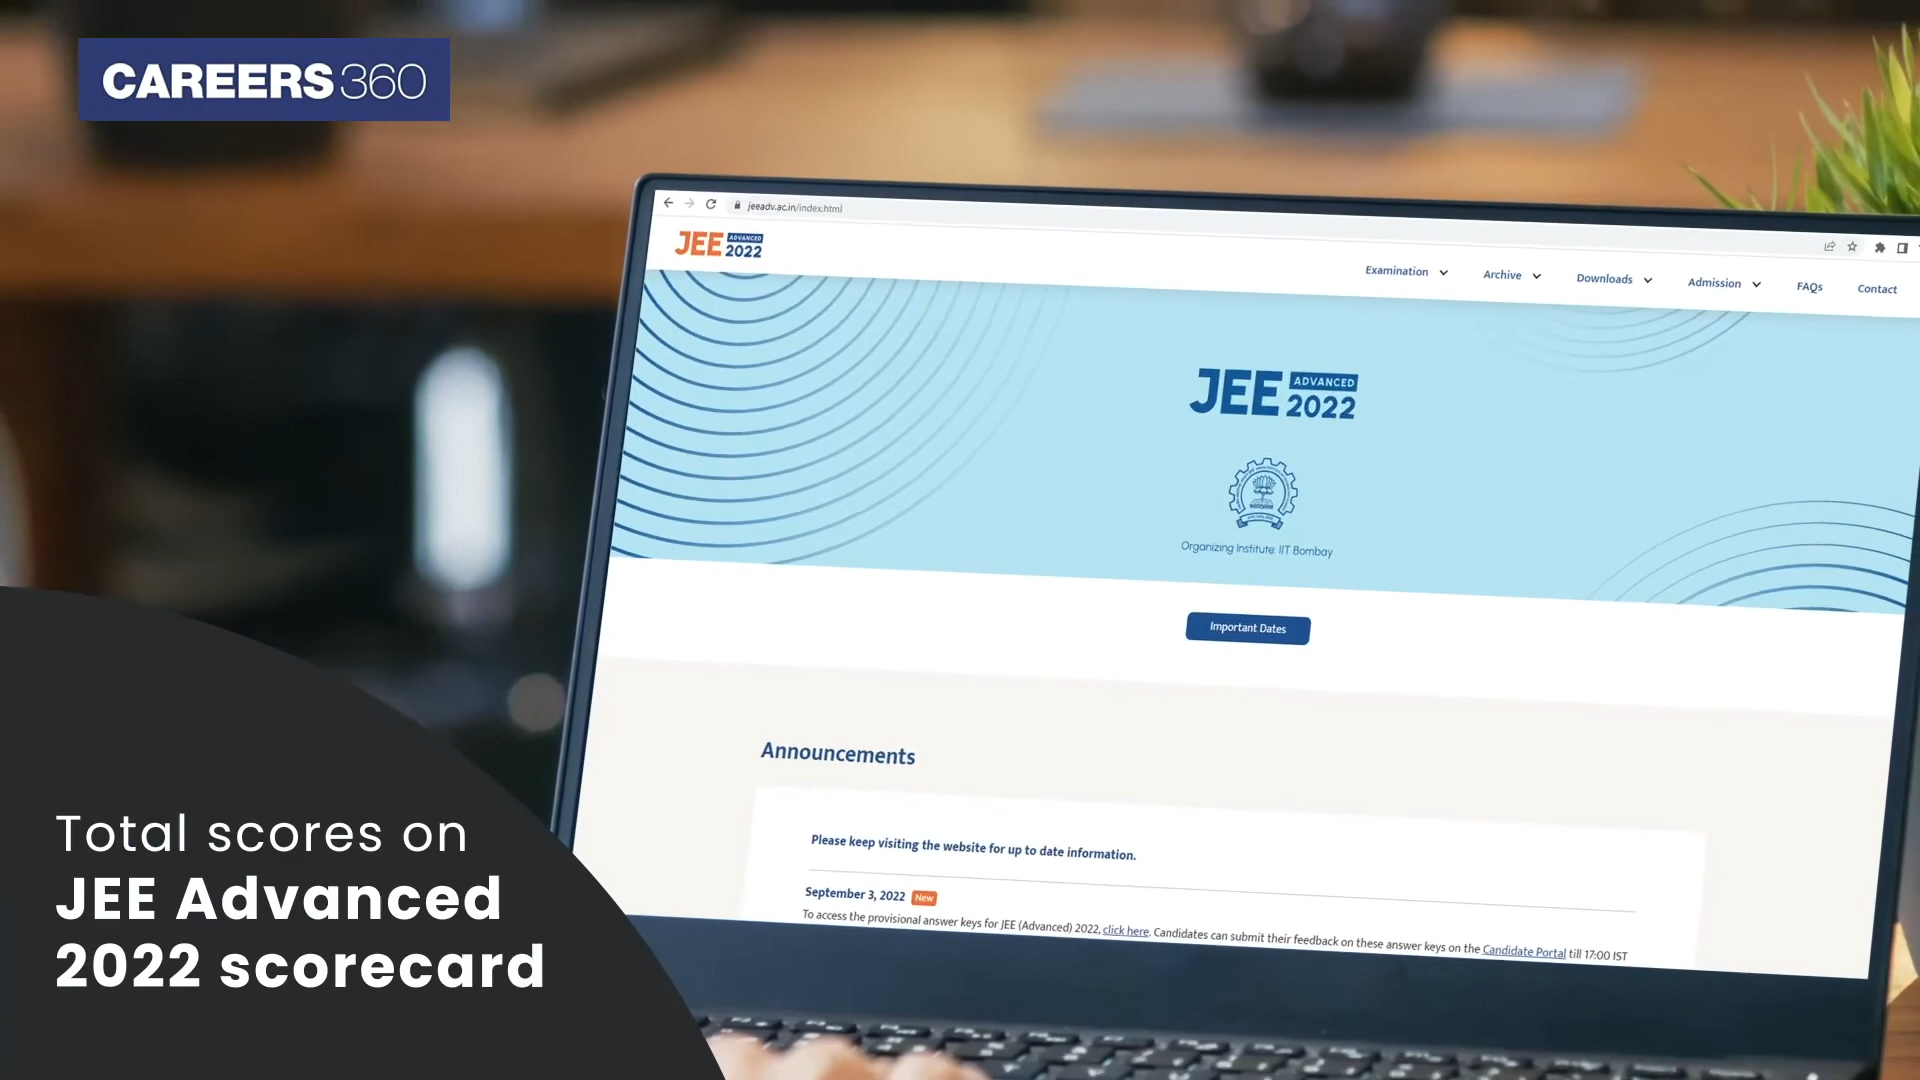 CAREERS360
jeeadv.ac.in/index.html
JEE ADVANCED 2022
Examination Archive Downloads Admission FAQs Contact
JEE ADVANCED 2022
Organizing Institute: IIT Bombay
Important Dates
Announcements
Please keep visiting the website for up to date information.
September 3, 2022 New
To access the provisional answer keys for JEE (Advanced) 2022, click here. Candidates can submit their feedback on these answer keys on the Candidate Portal till 17:00 IST
Total scores on
JEE Advanced
2022 scorecard